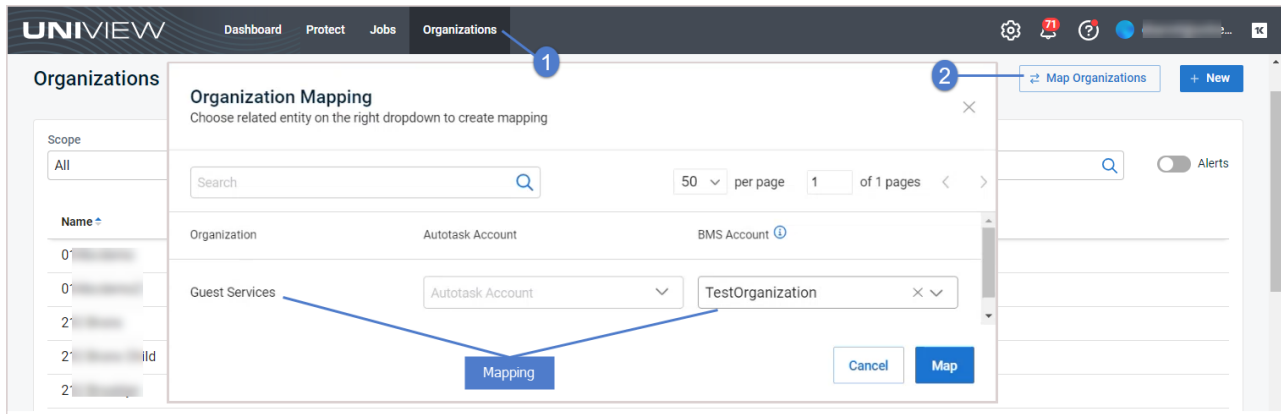 UNIVIEW Dashboard Protect Jobs Organizations 71
1
2
Organizations
Map Organizations + New
Organization Mapping
Choose related entity on the right dropdown to create mapping
Scope
All
Alerts
Search 50 per page 1 of 1 pages
Name
Organization Autotask Account BMS Account
Guest Services Autotask Account TestOrganization
Mapping
Cancel Map